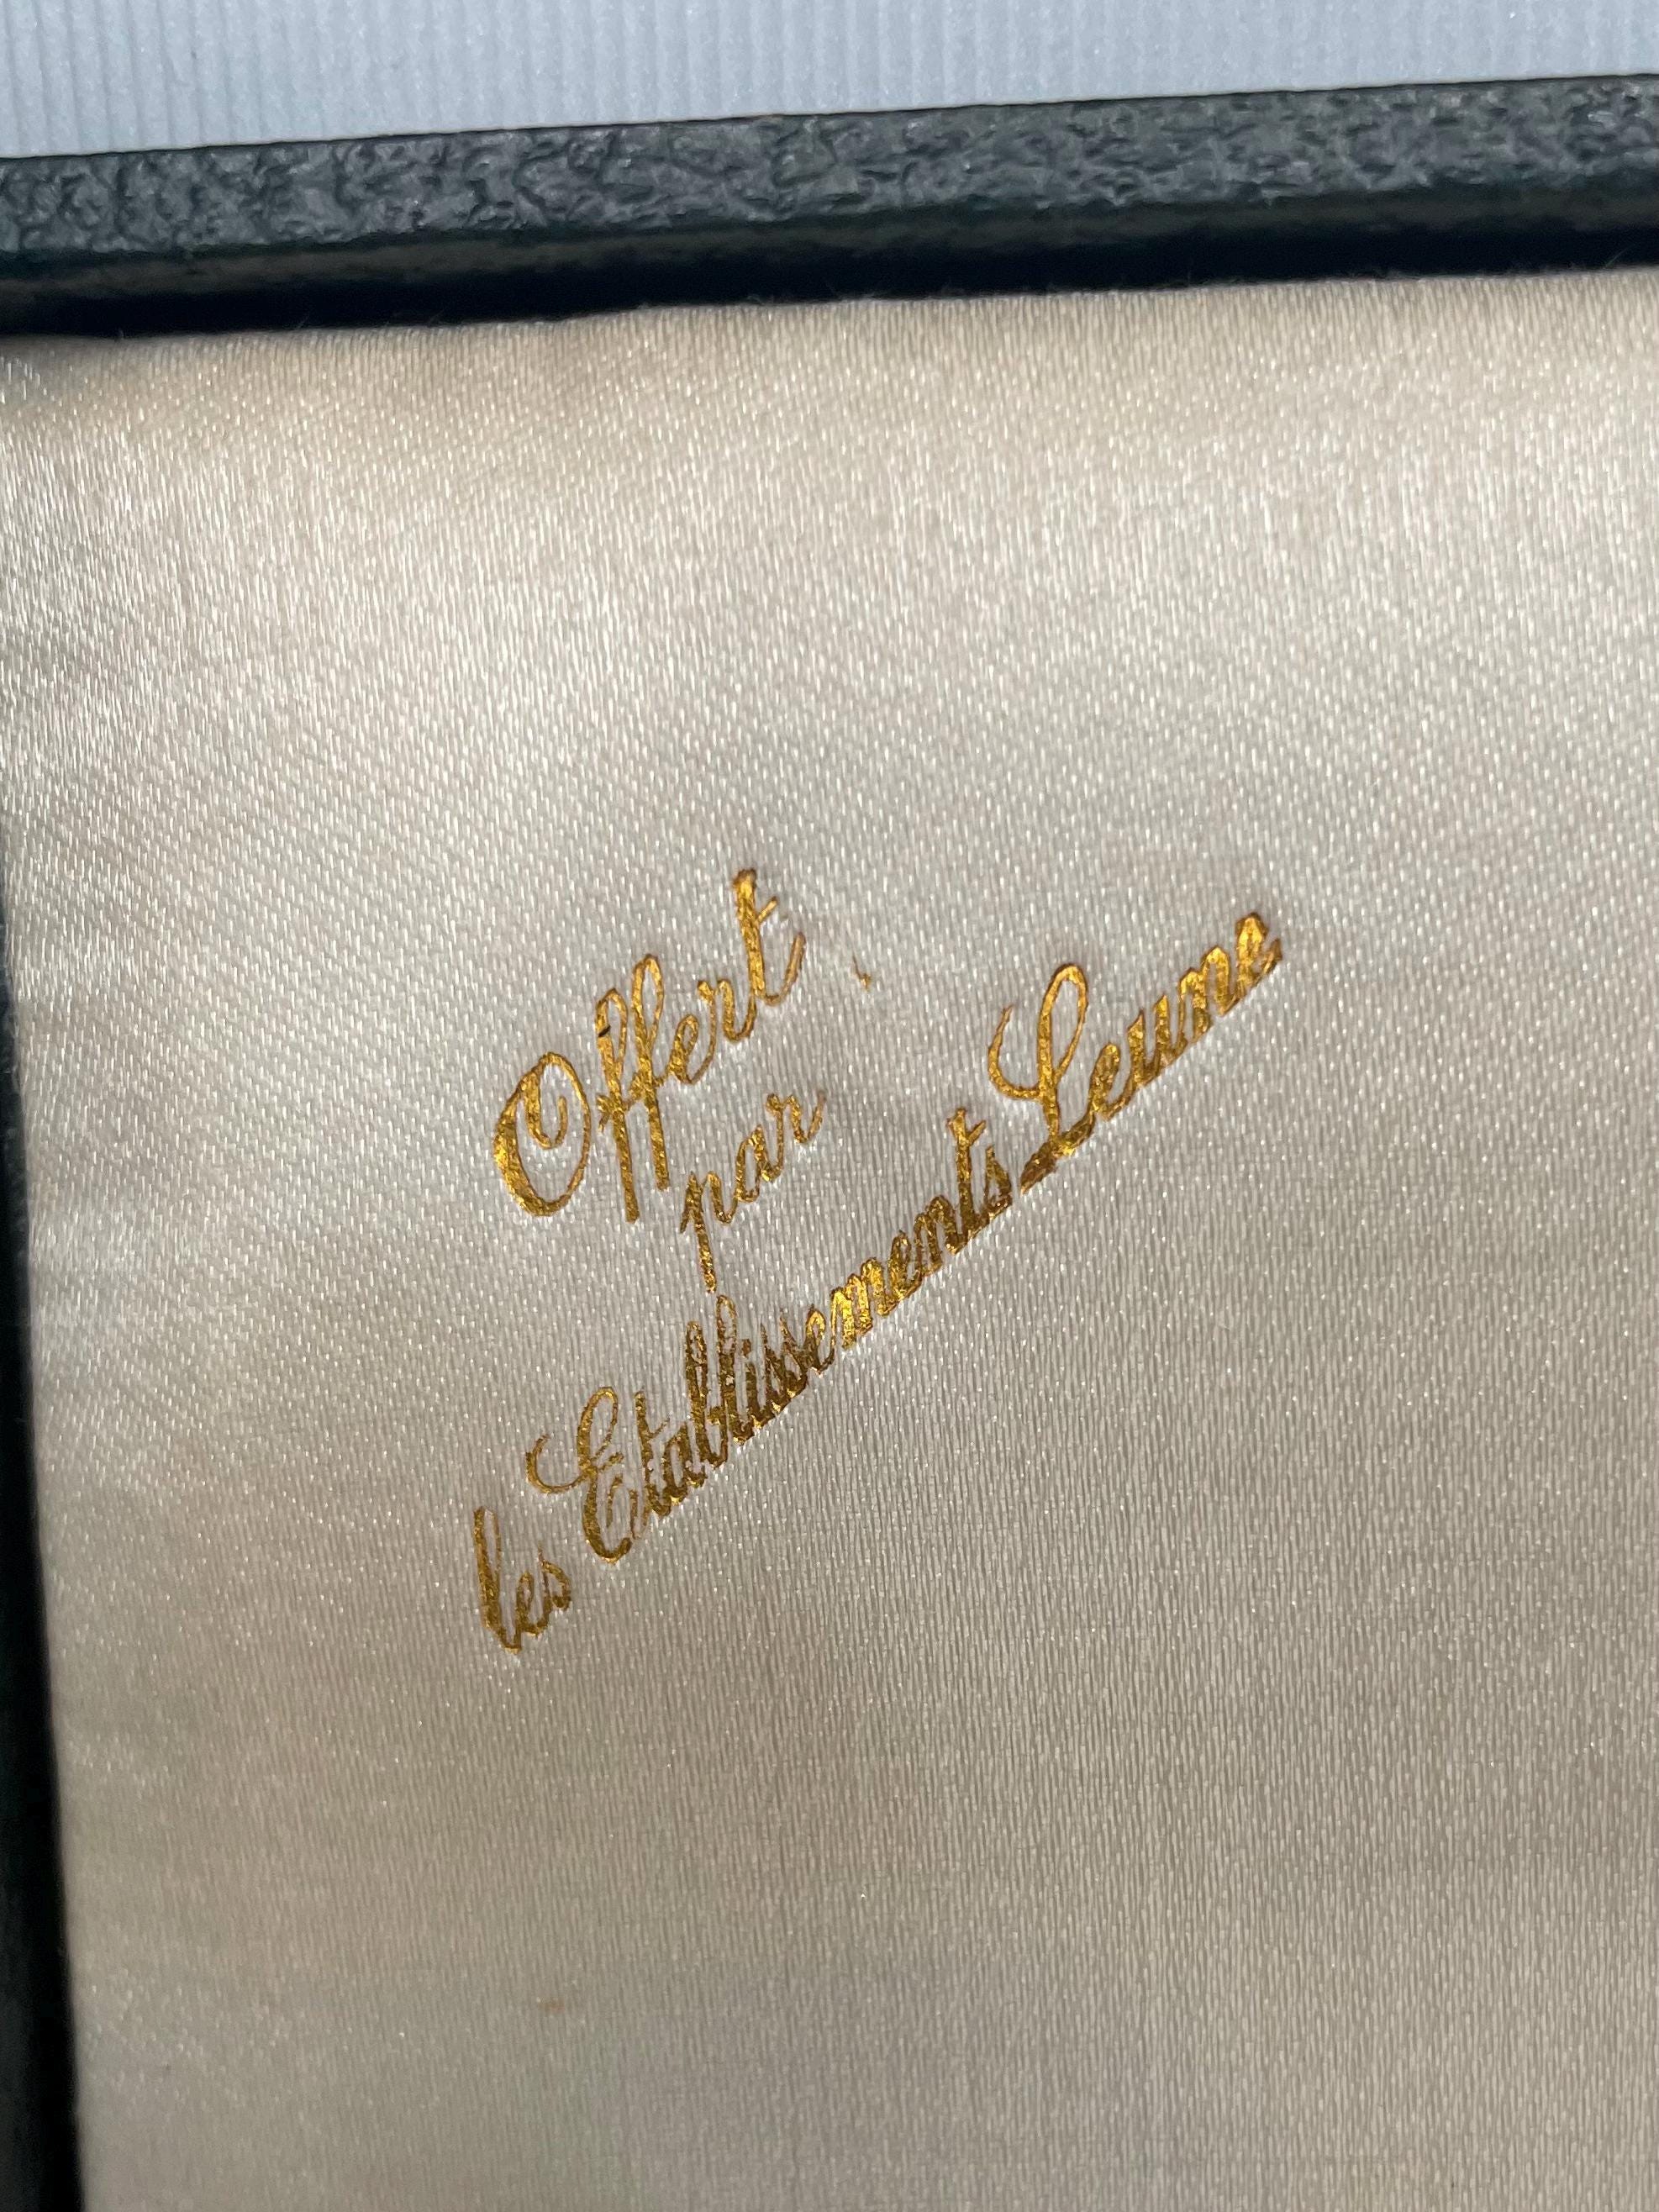 Offert
par
les Etablissements Leune